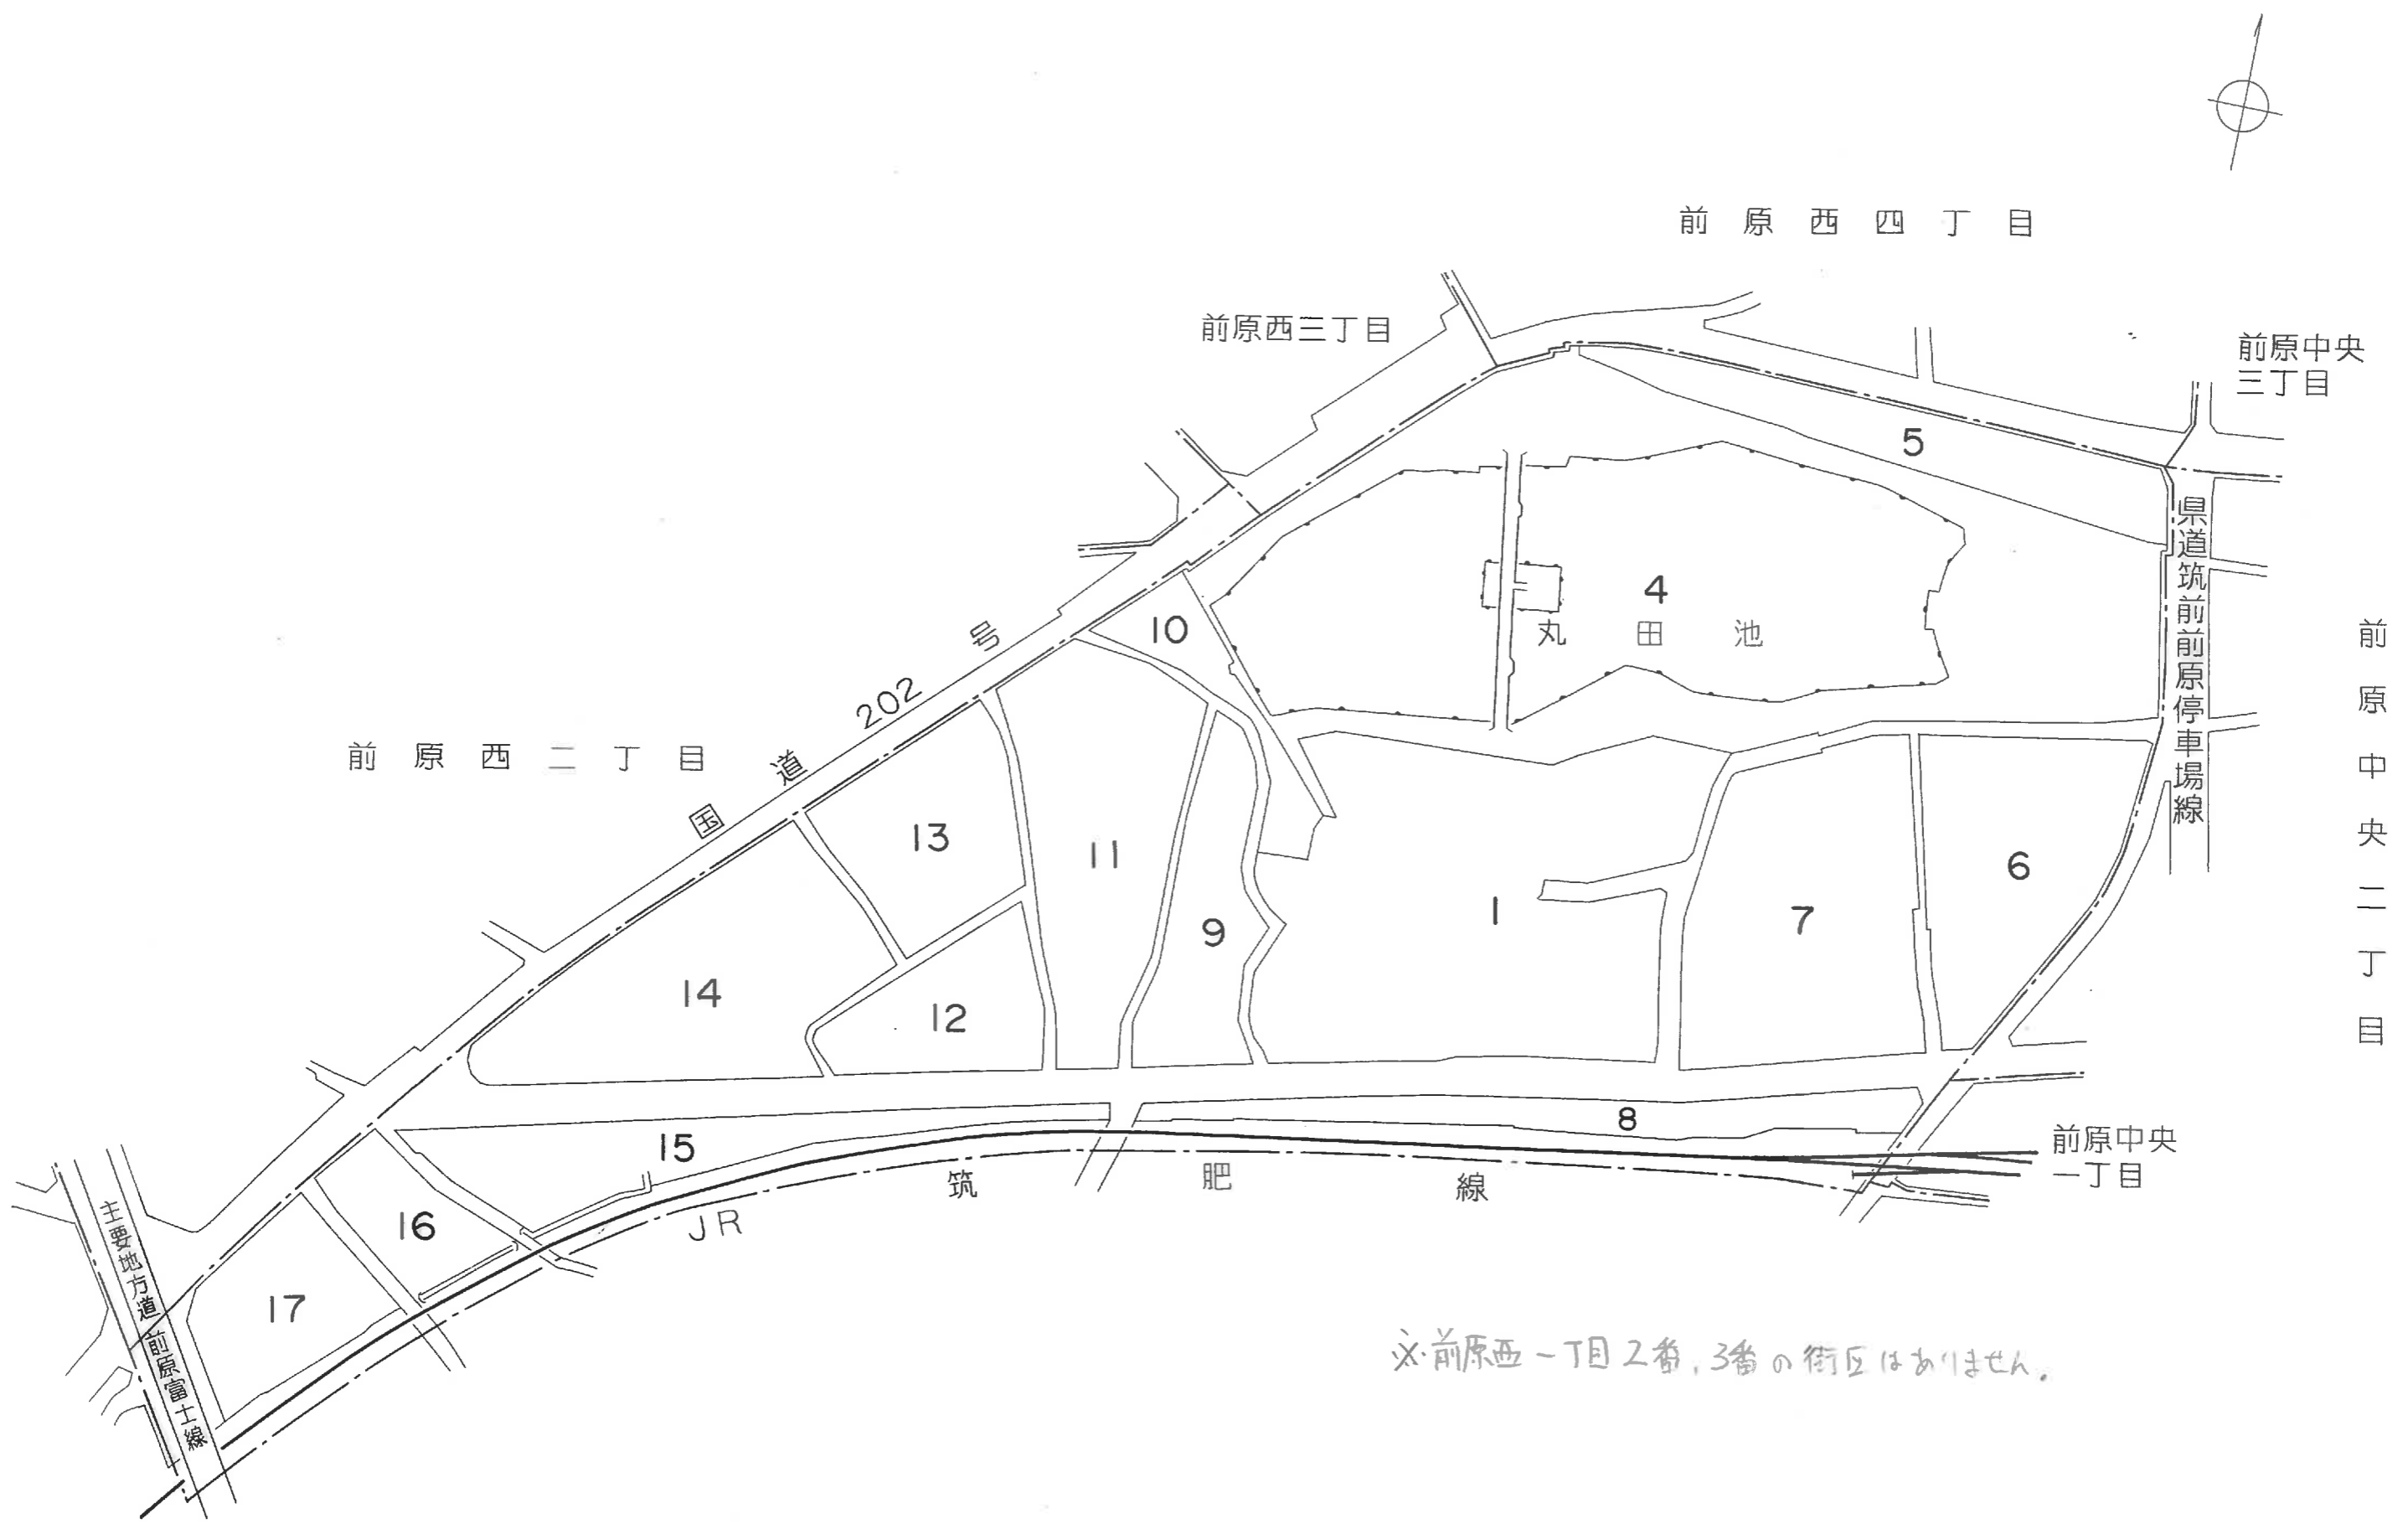 前原西四丁目
前原西三丁目
前原中央
三丁目
5
県道筑前前原停車場線
4
丸田池
10
前原中央二丁目
国道202号
前原西二丁目
13
11
6
1
7
9
14
12
8
15
前原中央
一丁目
JR筑肥線
16
主要地方道前原富士線
17
※前原西一丁目2番,3番の街区はありません。